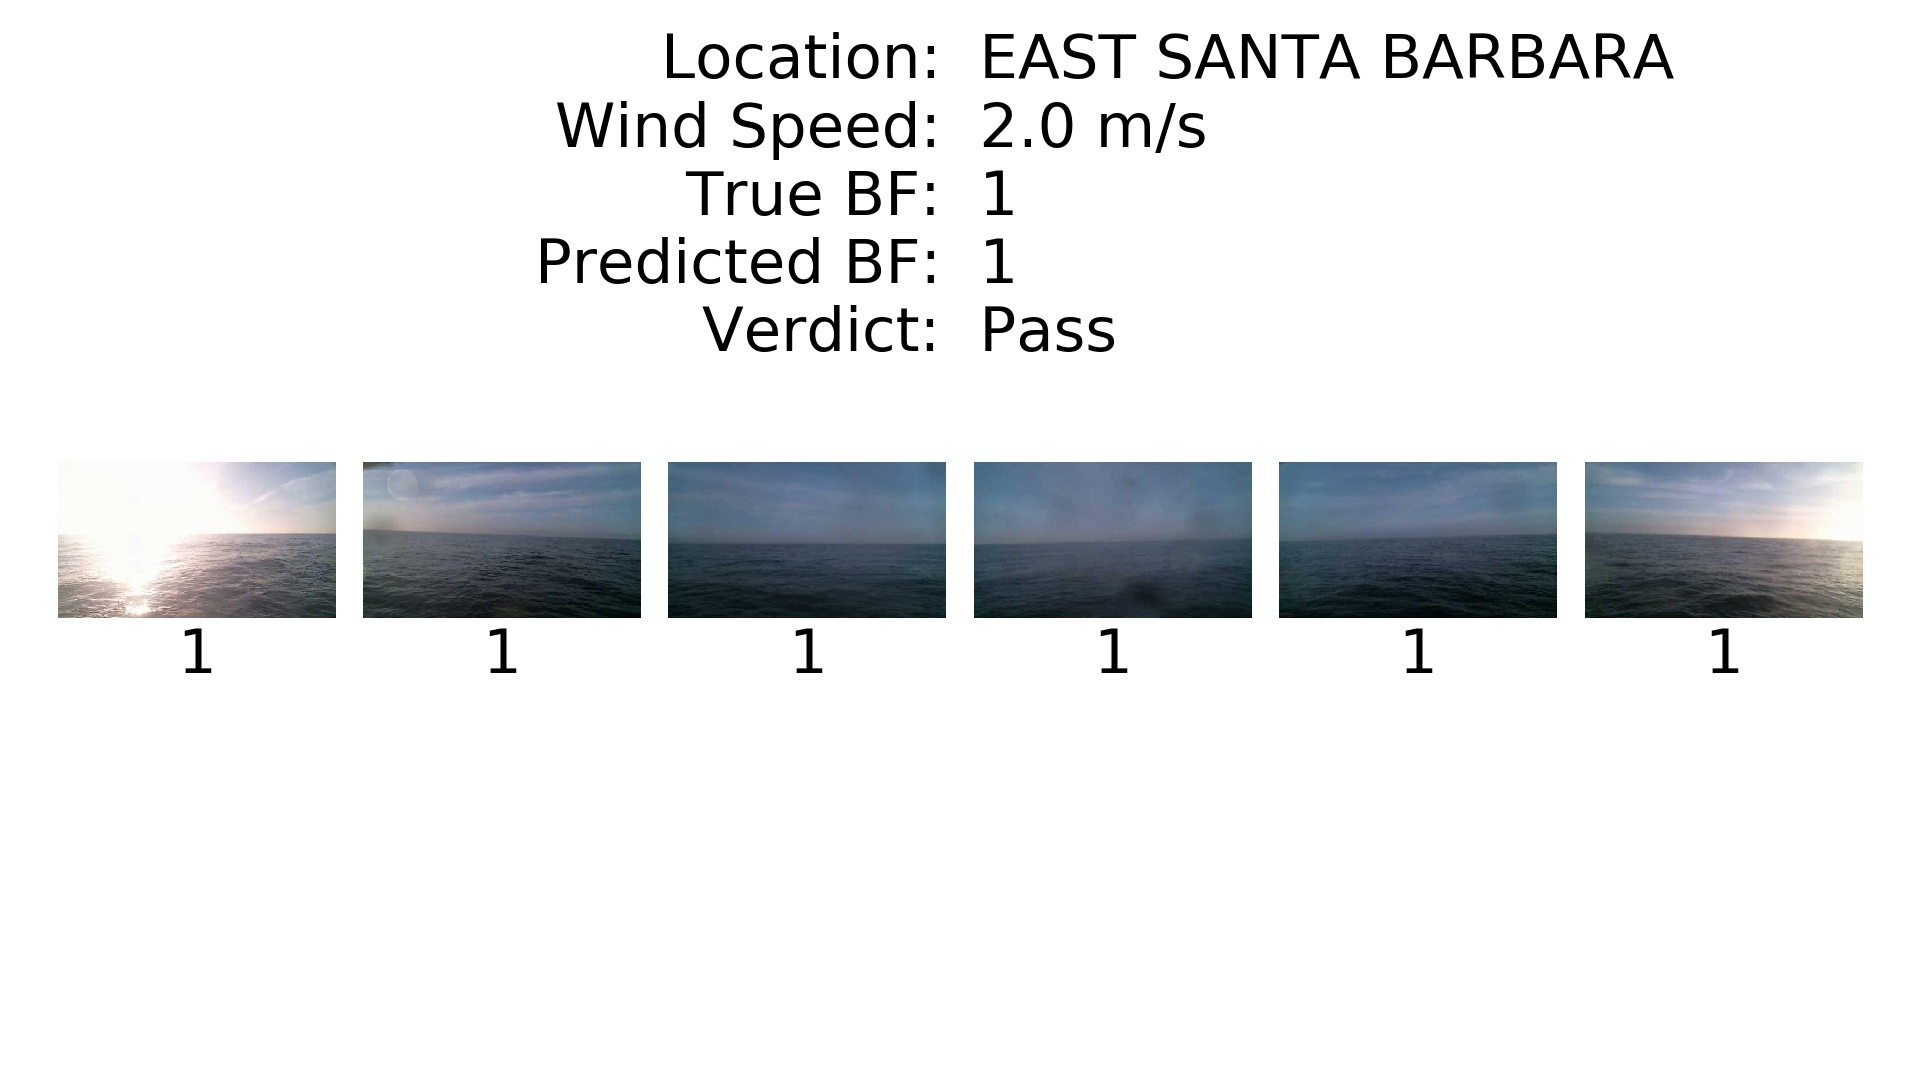 Location: EAST SANTA BARBARA
Wind Speed: 2.0 m/s
True BF: 1
Predicted BF: 1
Verdict: Pass
1 1 1 1 1 1